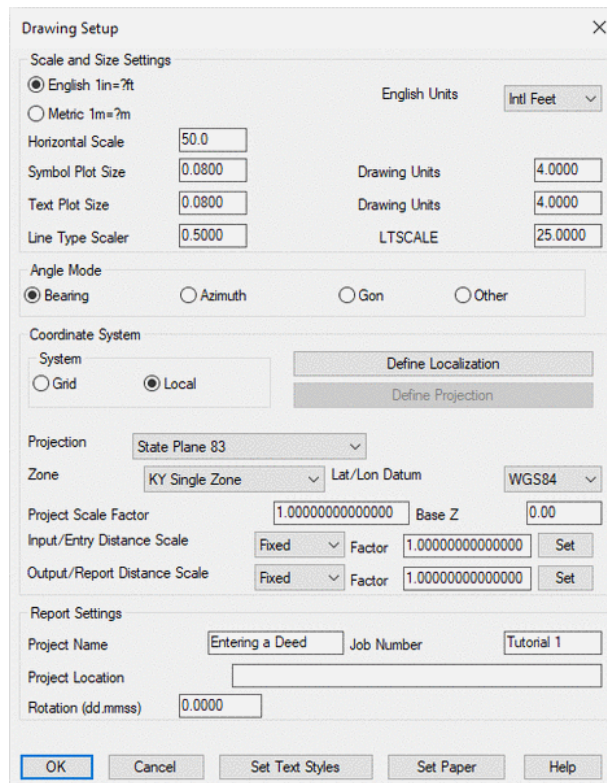 Drawing Setup
Scale and Size Settings
English 1in=?ft
English Units Intl Feet
Metric 1m=?m
Horizontal Scale 50.0
Symbol Plot Size 0.0800 Drawing Units 4.0000
Text Plot Size 0.0800 Drawing Units 4.0000
Line Type Scaler 0.5000 LTSCALE 25.0000
Angle Mode
Bearing Azimuth Gon Other
Coordinate System
System
Grid Local
Define Localization
Define Projection
Projection State Plane 83
Zone KY Single Zone Lat/Lon Datum WGS84
Project Scale Factor 1.00000000000000 Base Z 0.00
Input/Entry Distance Scale Fixed Factor 1.00000000000000 Set
Output/Report Distance Scale Fixed Factor 1.00000000000000 Set
Report Settings
Project Name Entering a Deed Job Number Tutorial 1
Project Location
Rotation (dd.mmss) 0.0000
OK Cancel Set Text Styles Set Paper Help